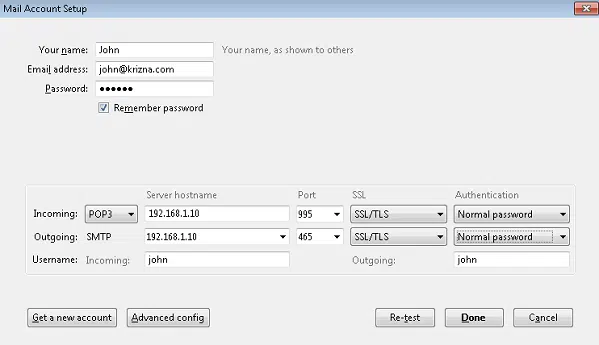 Mail Account Setup
Your name: John Your name, as shown to others
Email address: john@krizna.com
Password: ●●●●●●
Remember password
Server hostname Port SSL Authentication
Incoming: POP3 192.168.1.10 995 SSL/TLS Normal password
Outgoing: SMTP 192.168.1.10 465 SSL/TLS Normal password
Username: Incoming: john Outgoing: john
Get a new account Advanced config Re-test Done Cancel